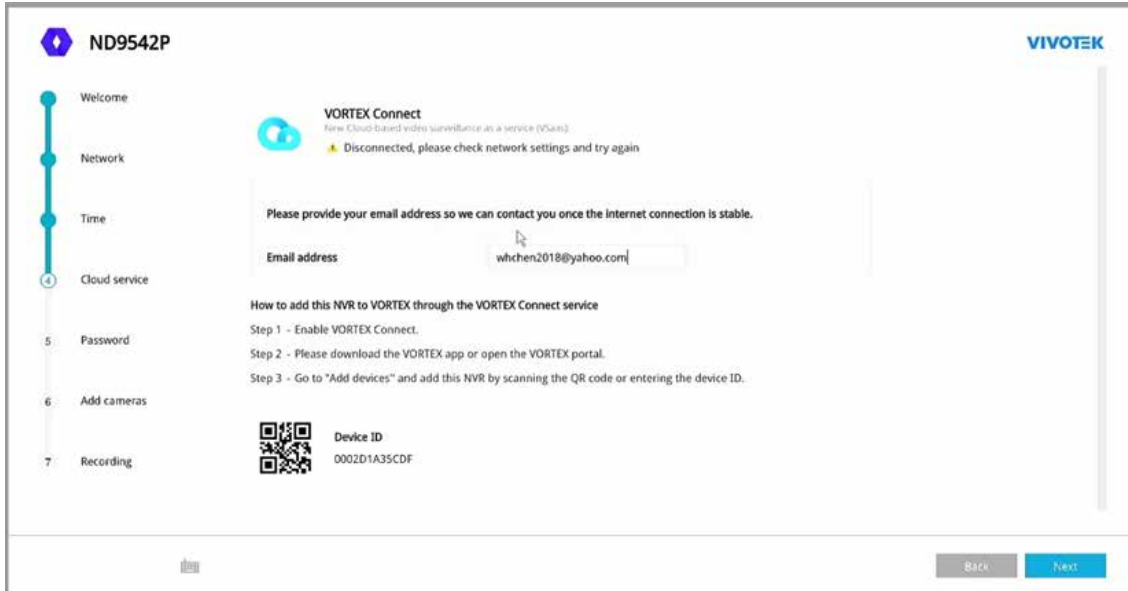 ND9542P
VIVOTEK
Welcome
Network
Time
4 Cloud service
5 Password
6 Add cameras
7 Recording
VORTEX Connect
New Cloud-based video surveillance as a service (VSaaS)
Disconnected, please check network settings and try again
Please provide your email address so we can contact you once the internet connection is stable.
Email address whchen2018@yahoo.com
How to add this NVR to VORTEX through the VORTEX Connect service
Step 1 - Enable VORTEX Connect.
Step 2 - Please download the VORTEX app or open the VORTEX portal.
Step 3 - Go to "Add devices" and add this NVR by scanning the QR code or entering the device ID.
Device ID
0002D1A35CDF
Back Next